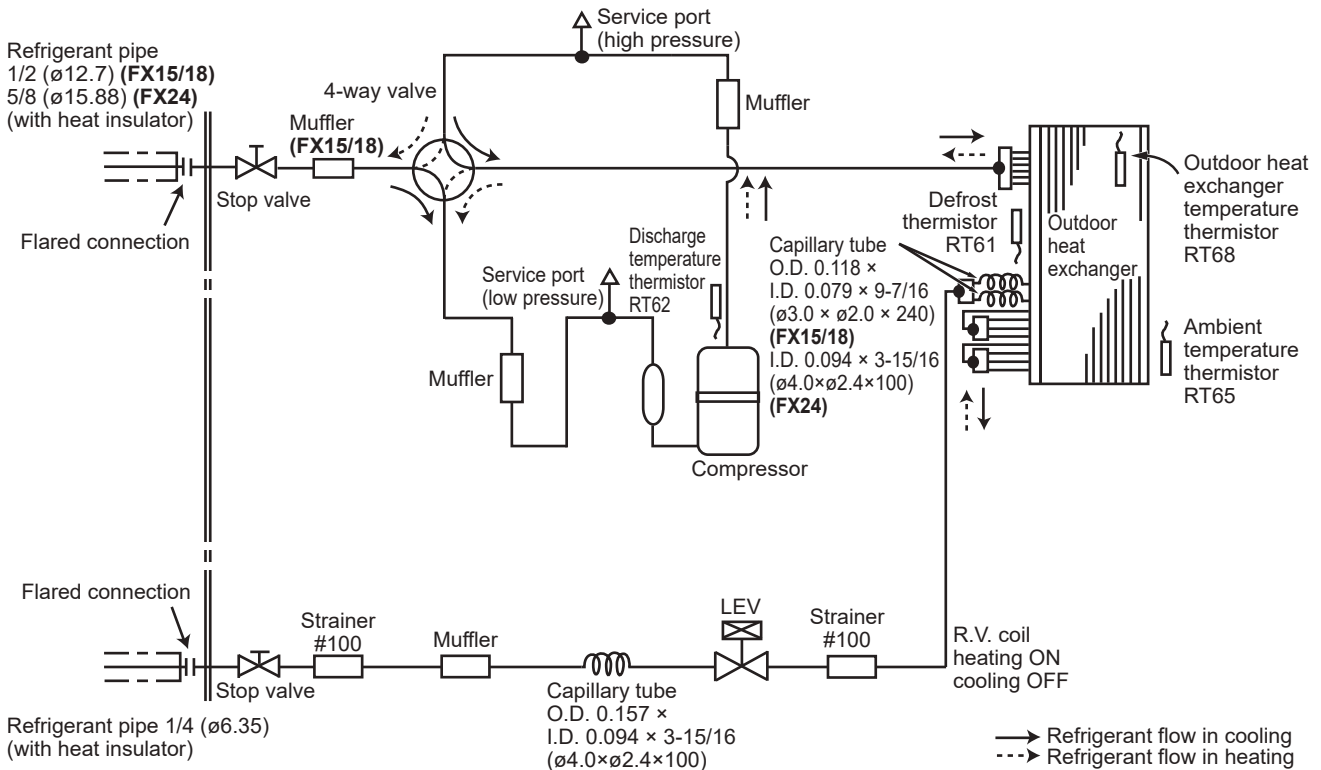 Service port
(high pressure)
Refrigerant pipe
1/2 (ø12.7) (FX15/18)
5/8 (ø15.88) (FX24)
(with heat insulator)
4-way valve
Muffler
(FX15/18)
Muffler
Stop valve
Flared connection
Outdoor heat
exchanger
temperature
thermistor
RT68
Defrost
thermistor
RT61
Outdoor
heat
exchanger
Discharge
temperature
thermistor
RT62
Service port
(low pressure)
Capillary tube
O.D. 0.118 ×
I.D. 0.079 × 9-7/16
(ø3.0 × ø2.0 × 240)
(FX15/18)
I.D. 0.094 × 3-15/16
(ø4.0×ø2.4×100)
(FX24)
Ambient
temperature
thermistor
RT65
Muffler
Compressor
Flared connection
Strainer
#100
Muffler
LEV
Strainer
#100
R.V. coil
heating ON
cooling OFF
Stop valve
Capillary tube
O.D. 0.157 ×
I.D. 0.094 × 3-15/16
(ø4.0×ø2.4×100)
Refrigerant pipe 1/4 (ø6.35)
(with heat insulator)
Refrigerant flow in cooling
Refrigerant flow in heating